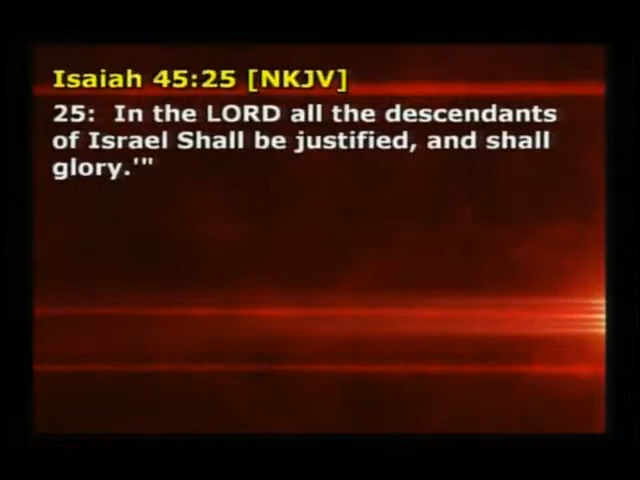 Isaiah 45:25 [NKJV]
25:  In the LORD all the descendants
of Israel Shall be justified, and shall
glory.'"